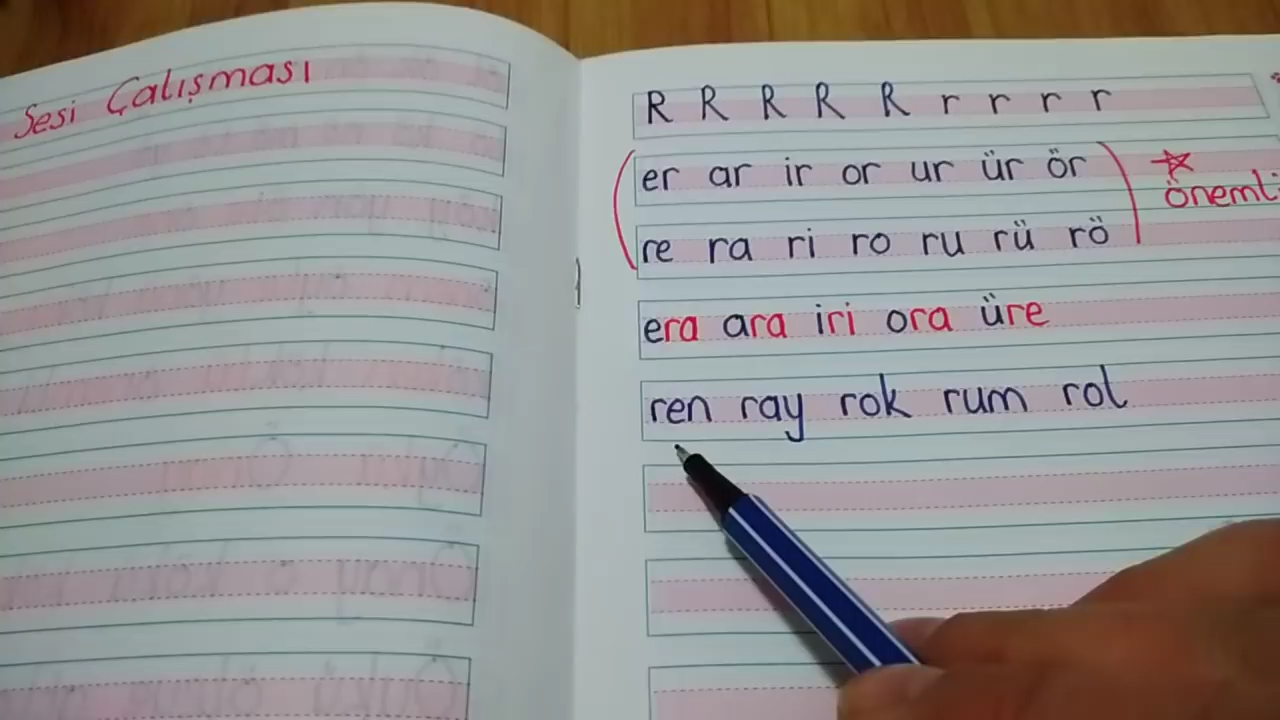 Sesi Çalışması
R R R R R r r r r
er ar ir or ur ür ör
re ra ri ro ru rü rö
önemli
era ara iri ora üre
ren ray rok rum rol